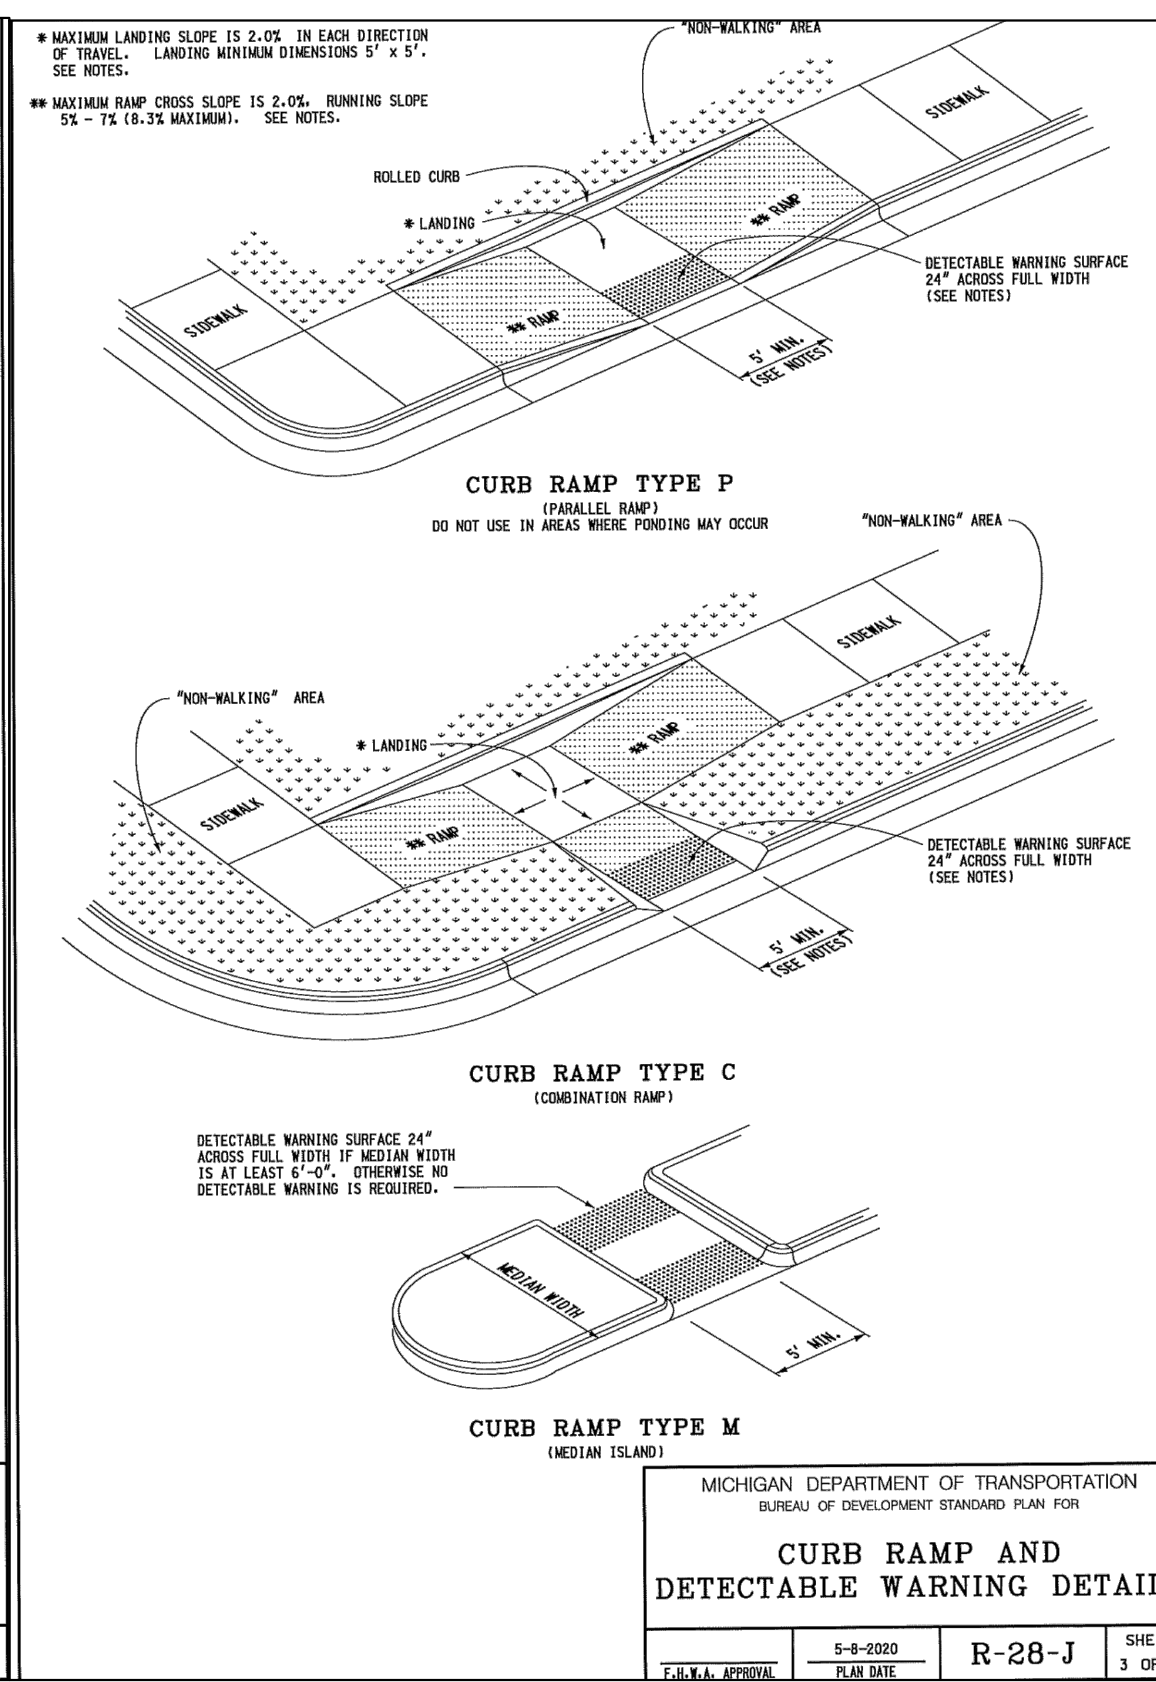 * MAXIMUM LANDING SLOPE IS 2.0% IN EACH DIRECTION
OF TRAVEL. LANDING MINIMUM DIMENSIONS 5' x 5'.
SEE NOTES.
** MAXIMUM RAMP CROSS SLOPE IS 2.0%. RUNNING SLOPE
5% - 7% (8.3% MAXIMUM). SEE NOTES.
"NON-WALKING" AREA
SIDEWALK
ROLLED CURB
* LANDING
** RAMP
DETECTABLE WARNING SURFACE
24" ACROSS FULL WIDTH
(SEE NOTES)
SIDEWALK
** RAMP
5' MIN.
(SEE NOTES)
CURB RAMP TYPE P
(PARALLEL RAMP)
DO NOT USE IN AREAS WHERE PONDING MAY OCCUR
"NON-WALKING" AREA
SIDEWALK
"NON-WALKING" AREA
* LANDING
** RAMP
SIDEWALK
** RAMP
DETECTABLE WARNING SURFACE
24" ACROSS FULL WIDTH
(SEE NOTES)
5' MIN.
(SEE NOTES)
CURB RAMP TYPE C
(COMBINATION RAMP)
DETECTABLE WARNING SURFACE 24"
ACROSS FULL WIDTH IF MEDIAN WIDTH
IS AT LEAST 6'-0". OTHERWISE NO
DETECTABLE WARNING IS REQUIRED.
MEDIAN WIDTH
5' MIN.
CURB RAMP TYPE M
(MEDIAN ISLAND)
MICHIGAN DEPARTMENT OF TRANSPORTATION
BUREAU OF DEVELOPMENT STANDARD PLAN FOR
CURB RAMP AND
DETECTABLE WARNING DETAI
F.H.W.A. APPROVAL
5-8-2020
PLAN DATE
R-28-J
SHE
3 OF